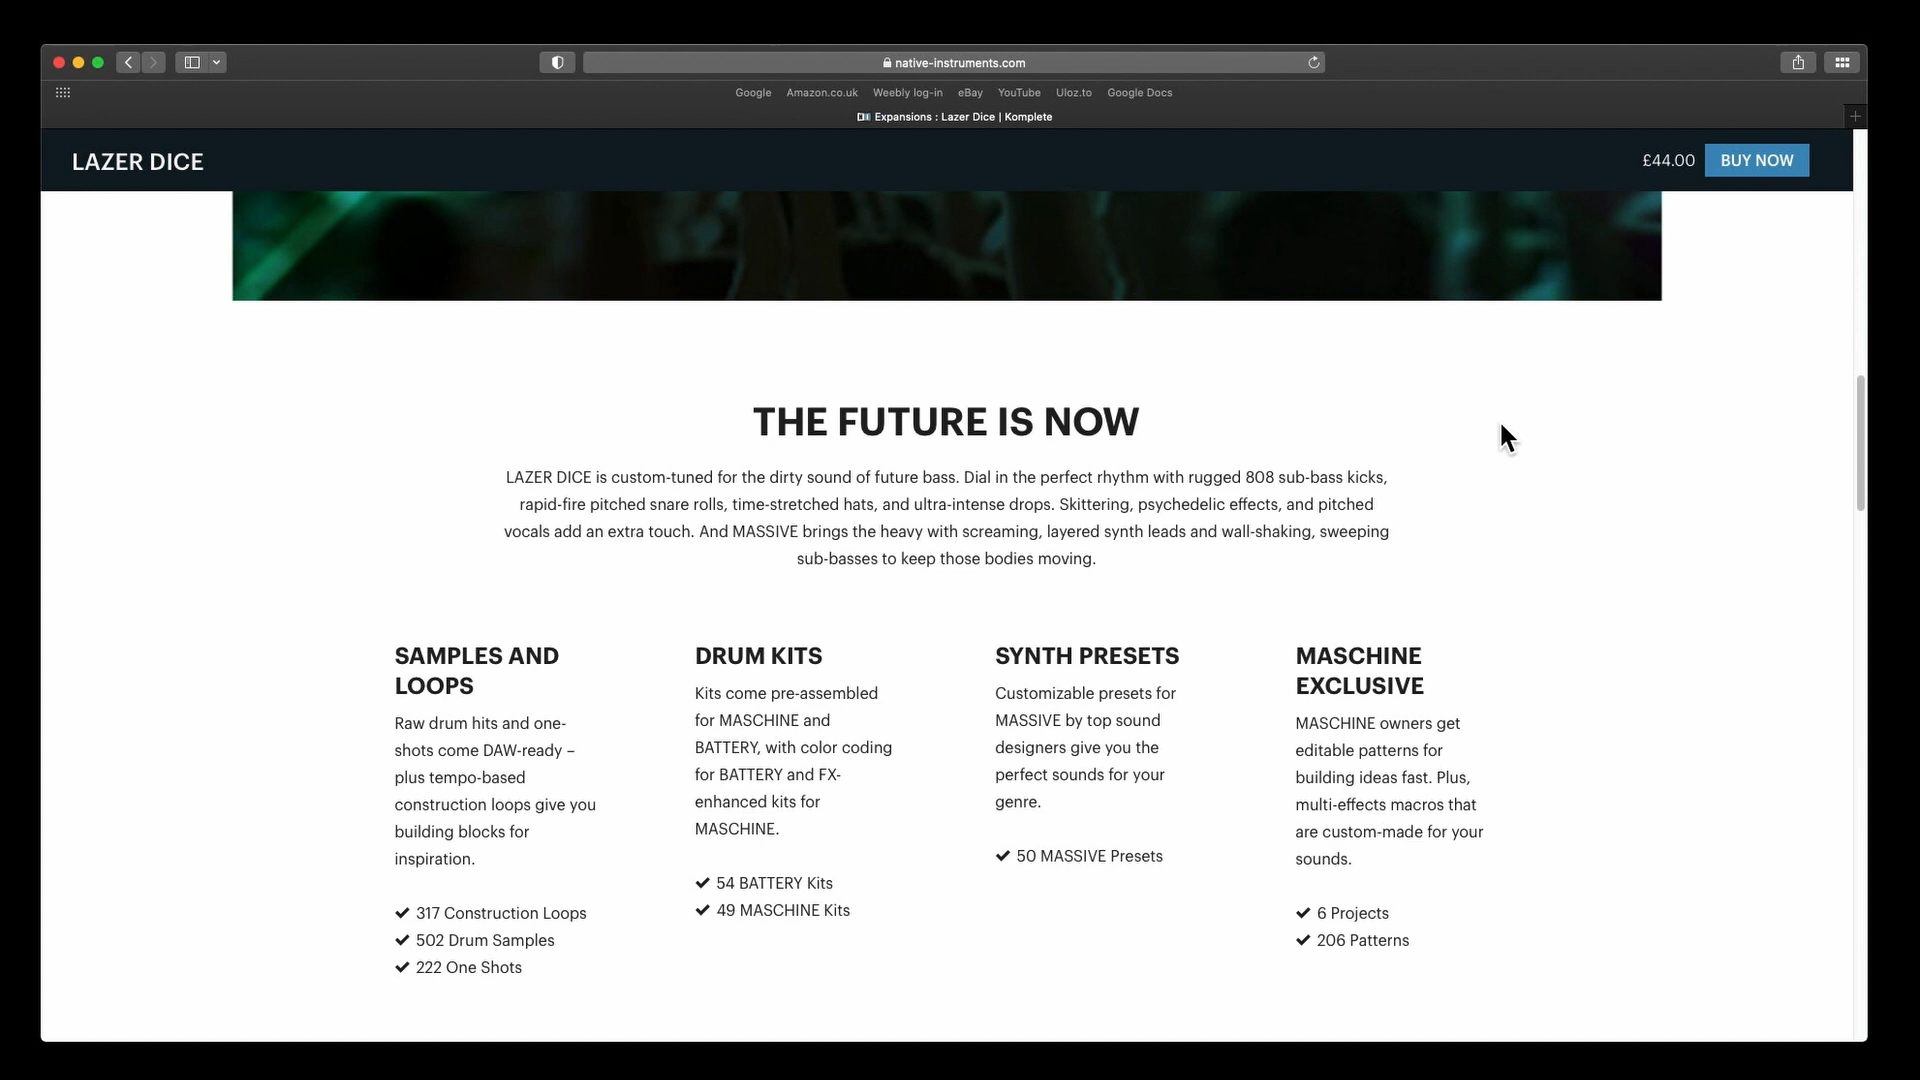 native-instruments.com
Google Amazon.co.uk Weebly log-in eBay YouTube Uloz.to Google Docs
Expansions : Lazer Dice | Komplete
LAZER DICE
£44.00 BUY NOW
THE FUTURE IS NOW
LAZER DICE is custom-tuned for the dirty sound of future bass. Dial in the perfect rhythm with rugged 808 sub-bass kicks,
rapid-fire pitched snare rolls, time-stretched hats, and ultra-intense drops. Skittering, psychedelic effects, and pitched
vocals add an extra touch. And MASSIVE brings the heavy with screaming, layered synth leads and wall-shaking, sweeping
sub-basses to keep those bodies moving.
SAMPLES AND
LOOPS
Raw drum hits and one-
shots come DAW-ready –
plus tempo-based
construction loops give you
building blocks for
inspiration.
✔ 317 Construction Loops
✔ 502 Drum Samples
✔ 222 One Shots
DRUM KITS
Kits come pre-assembled
for MASCHINE and
BATTERY, with color coding
for BATTERY and FX-
enhanced kits for
MASCHINE.
✔ 54 BATTERY Kits
✔ 49 MASCHINE Kits
SYNTH PRESETS
Customizable presets for
MASSIVE by top sound
designers give you the
perfect sounds for your
genre.
✔ 50 MASSIVE Presets
MASCHINE
EXCLUSIVE
MASCHINE owners get
editable patterns for
building ideas fast. Plus,
multi-effects macros that
are custom-made for your
sounds.
✔ 6 Projects
✔ 206 Patterns